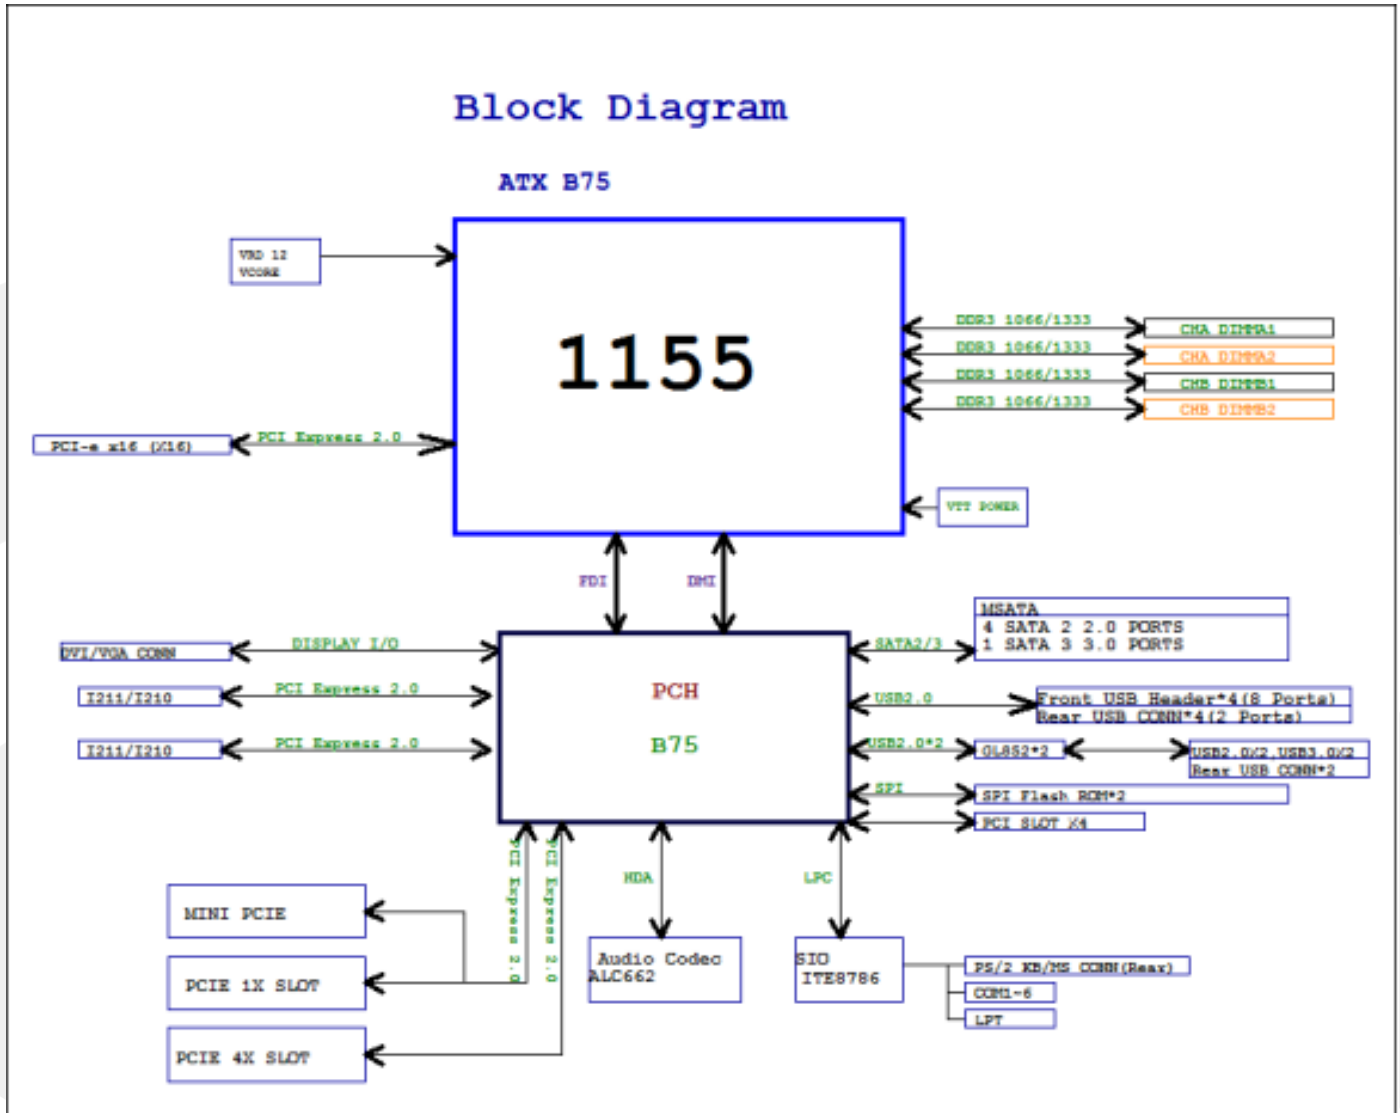 Block Diagram
ATX B75
VRD 12
VCORE
1155
DDR3 1066/1333
CHA DIMMA1
DDR3 1066/1333
CHA DIMMA2
DDR3 1066/1333
CHB DIMMB1
DDR3 1066/1333
CHB DIMMB2
PCI-e x16 (X16)
PCI Express 2.0
VTT POWER
FDI
DMI
MSATA
4 SATA 2 2.0 PORTS
1 SATA 3 3.0 PORTS
SATA2/3
DVI/VGA CONN
DISPLAY I/O
I211/I210
PCI Express 2.0
I211/I210
PCI Express 2.0
PCH
B75
USB2.0
Front USB Header*4(8 Ports)
Rear USB CONN*4(2 Ports)
USB2.0*2
GL852*2
USB2.0X2,USB3.0X2
Rear USB CONN*2
SPI
SPI Flash ROM*2
PCI SLOT X4
PCI Express 2.0
PCI Express 2.0
HDA
LPC
MINI PCIE
PCIE 1X SLOT
PCIE 4X SLOT
Audio Codec
ALC662
SIO
ITE8786
PS/2 KB/MS CONN(Rear)
COM1-6
LPT